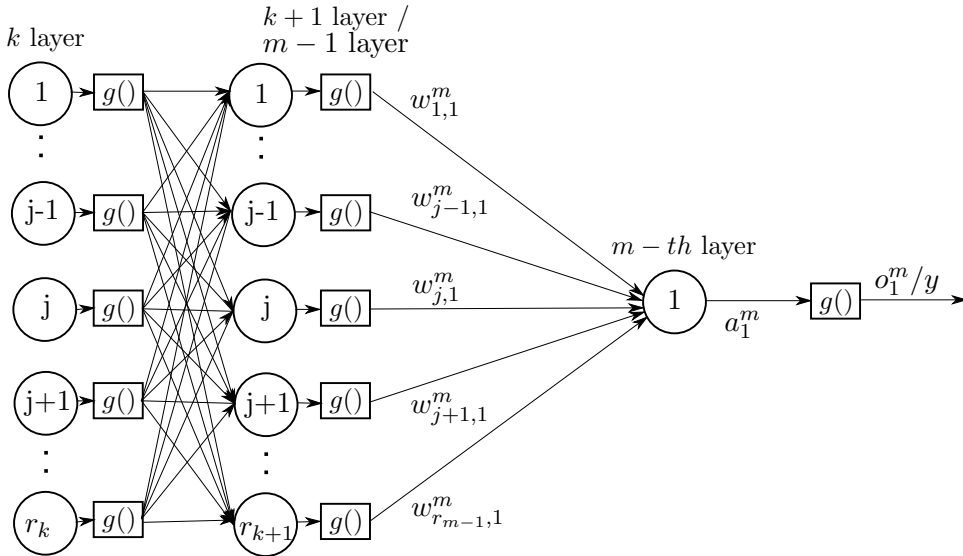 k layer
k + 1 layer /
m − 1 layer
1 g() 1 g() w^m_{1,1}
j-1 g() j-1 g() w^m_{j−1,1}
m − th layer
j g() j g() w^m_{j,1} 1 a^m_1 g() o^m_1/y
j+1 g() j+1 g() w^m_{j+1,1}
r_k g() r_{k+1} g() w^m_{r_{m−1},1}